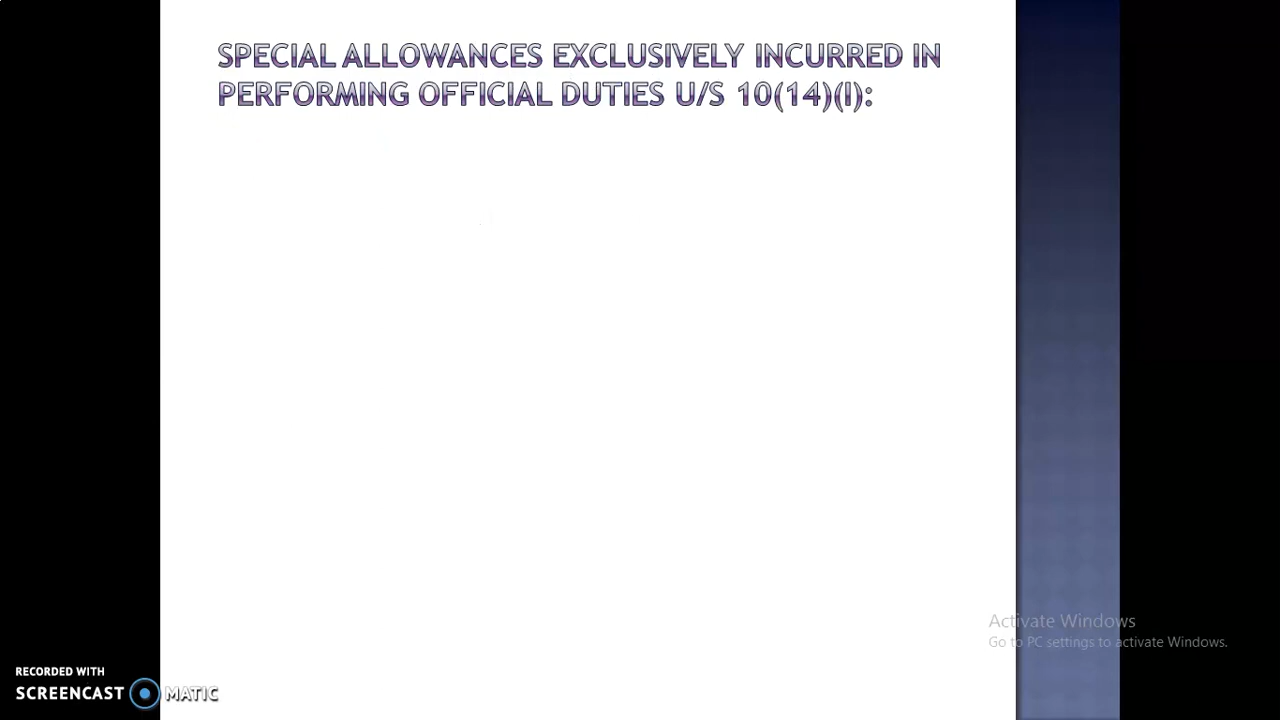 SPECIAL ALLOWANCES EXCLUSIVELY INCURRED IN
PERFORMING OFFICIAL DUTIES U/S 10(14)(I):
Activate Windows
Go to PC settings to activate Windows.
RECORDED WITH
SCREENCAST MATIC